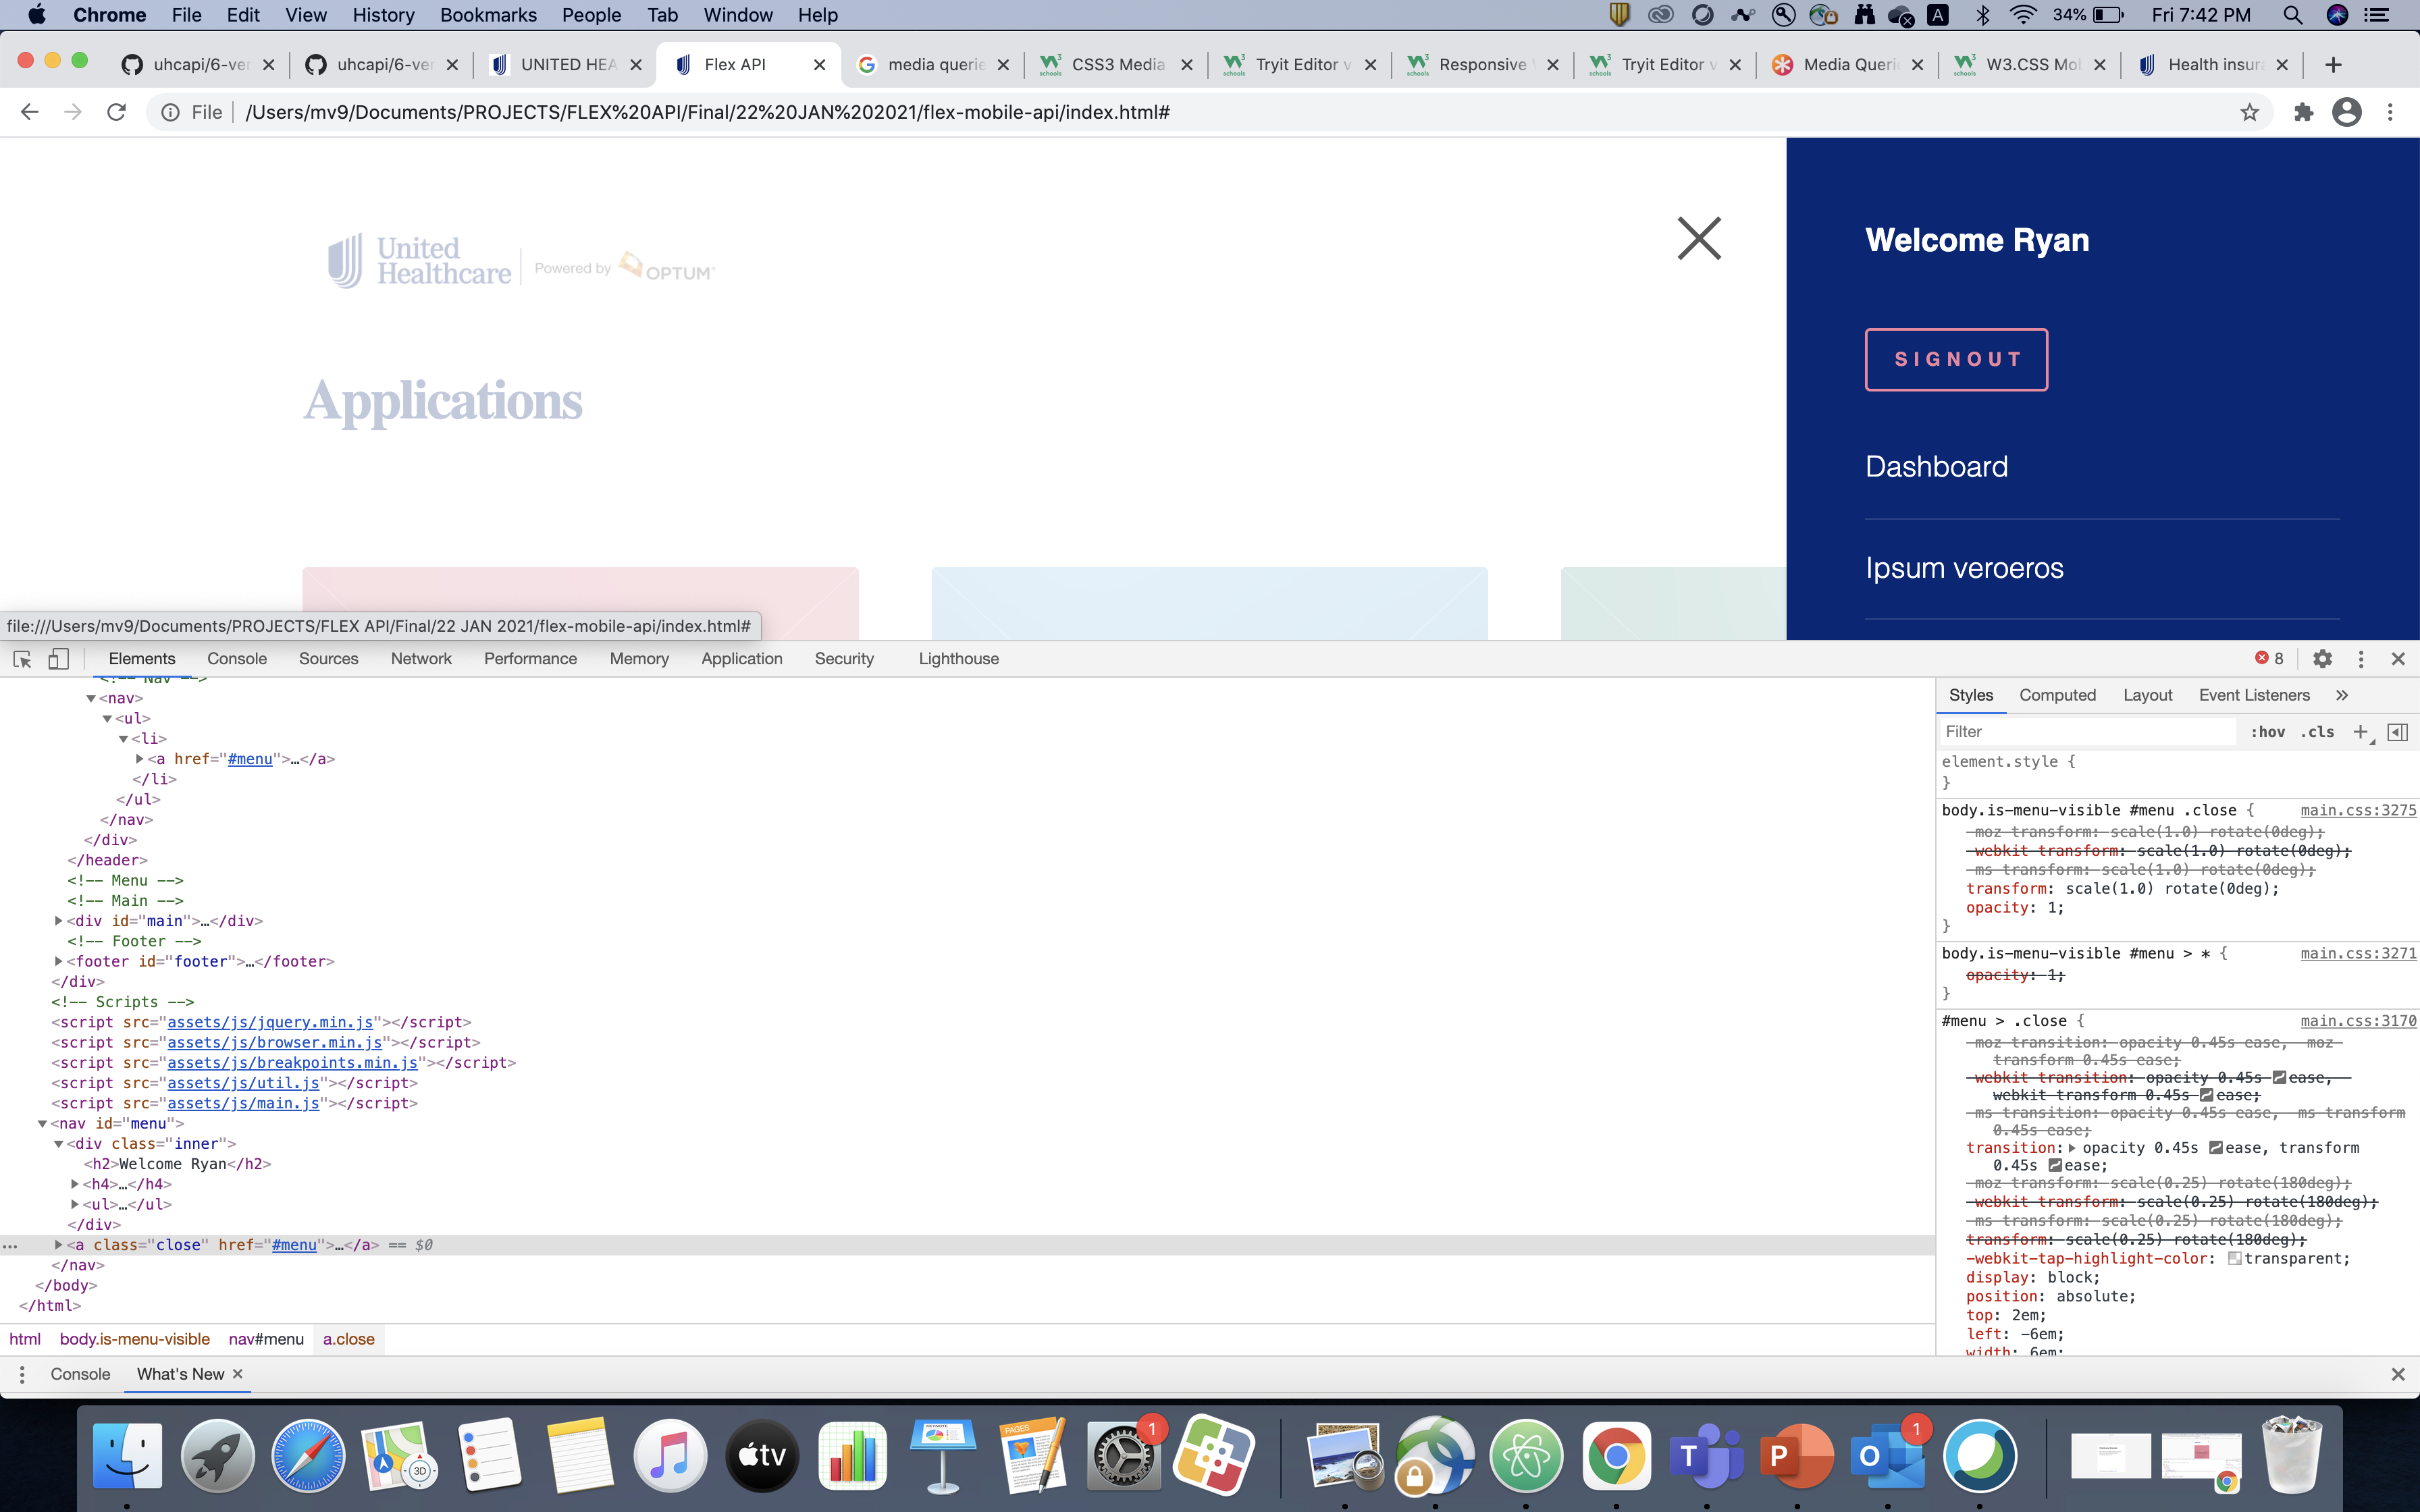 Chrome File Edit View History Bookmarks People Tab Window Help A 34% Fri 7:42 PM
uhcapi/6-ver uhcapi/6-ver UNITED HEA Flex API media querie CSS3 Media Tryit Editor v Responsive Tryit Editor v Media Queri W3.CSS Mo Health insur
File /Users/mv9/Documents/PROJECTS/FLEX%20API/Final/22%20JAN%202021/flex-mobile-api/index.html#
United
Healthcare
Powered by OPTUM
Applications
Welcome Ryan
SIGNOUT
Dashboard
Ipsum veroeros
file:///Users/mv9/Documents/PROJECTS/FLEX API/Final/22 JAN 2021/flex-mobile-api/index.html#
Elements Console Sources Network Performance Memory Application Security Lighthouse 8
<!-- Nav -->
<nav>
<ul>
<li>
<a href="#menu">…</a>
</li>
</ul>
</nav>
</div>
</header>
<!-- Menu -->
<!-- Main -->
<div id="main">…</div>
<!-- Footer -->
<footer id="footer">…</footer>
</div>
<!-- Scripts -->
<script src="assets/js/jquery.min.js"></script>
<script src="assets/js/browser.min.js"></script>
<script src="assets/js/breakpoints.min.js"></script>
<script src="assets/js/util.js"></script>
<script src="assets/js/main.js"></script>
<nav id="menu">
<div class="inner">
<h2>Welcome Ryan</h2>
<h4>…</h4>
<ul>…</ul>
</div>
<a class="close" href="#menu">…</a> == $0
</nav>
</body>
</html>
html body.is-menu-visible nav#menu a.close
Styles Computed Layout Event Listeners »
Filter :hov .cls +
element.style {
}
body.is-menu-visible #menu .close { main.css:3275
-moz-transform: scale(1.0) rotate(0deg);
-webkit-transform: scale(1.0) rotate(0deg);
-ms-transform: scale(1.0) rotate(0deg);
transform: scale(1.0) rotate(0deg);
opacity: 1;
}
body.is-menu-visible #menu > * { main.css:3271
opacity: 1;
}
#menu > .close { main.css:3170
-moz-transition: opacity 0.45s ease, -moz-
transform 0.45s ease;
-webkit-transition: opacity 0.45s ease, -
webkit-transform 0.45s ease;
-ms-transition: opacity 0.45s ease, -ms-transform
0.45s ease;
transition: opacity 0.45s ease, transform
0.45s ease;
-moz-transform: scale(0.25) rotate(180deg);
-webkit-transform: scale(0.25) rotate(180deg);
-ms-transform: scale(0.25) rotate(180deg);
transform: scale(0.25) rotate(180deg);
-webkit-tap-highlight-color: transparent;
display: block;
position: absolute;
top: 2em;
left: -6em;
width: 6em;
Console What's New
3D
tv
KEYNOTE
PAGES
1
T
P
O
1